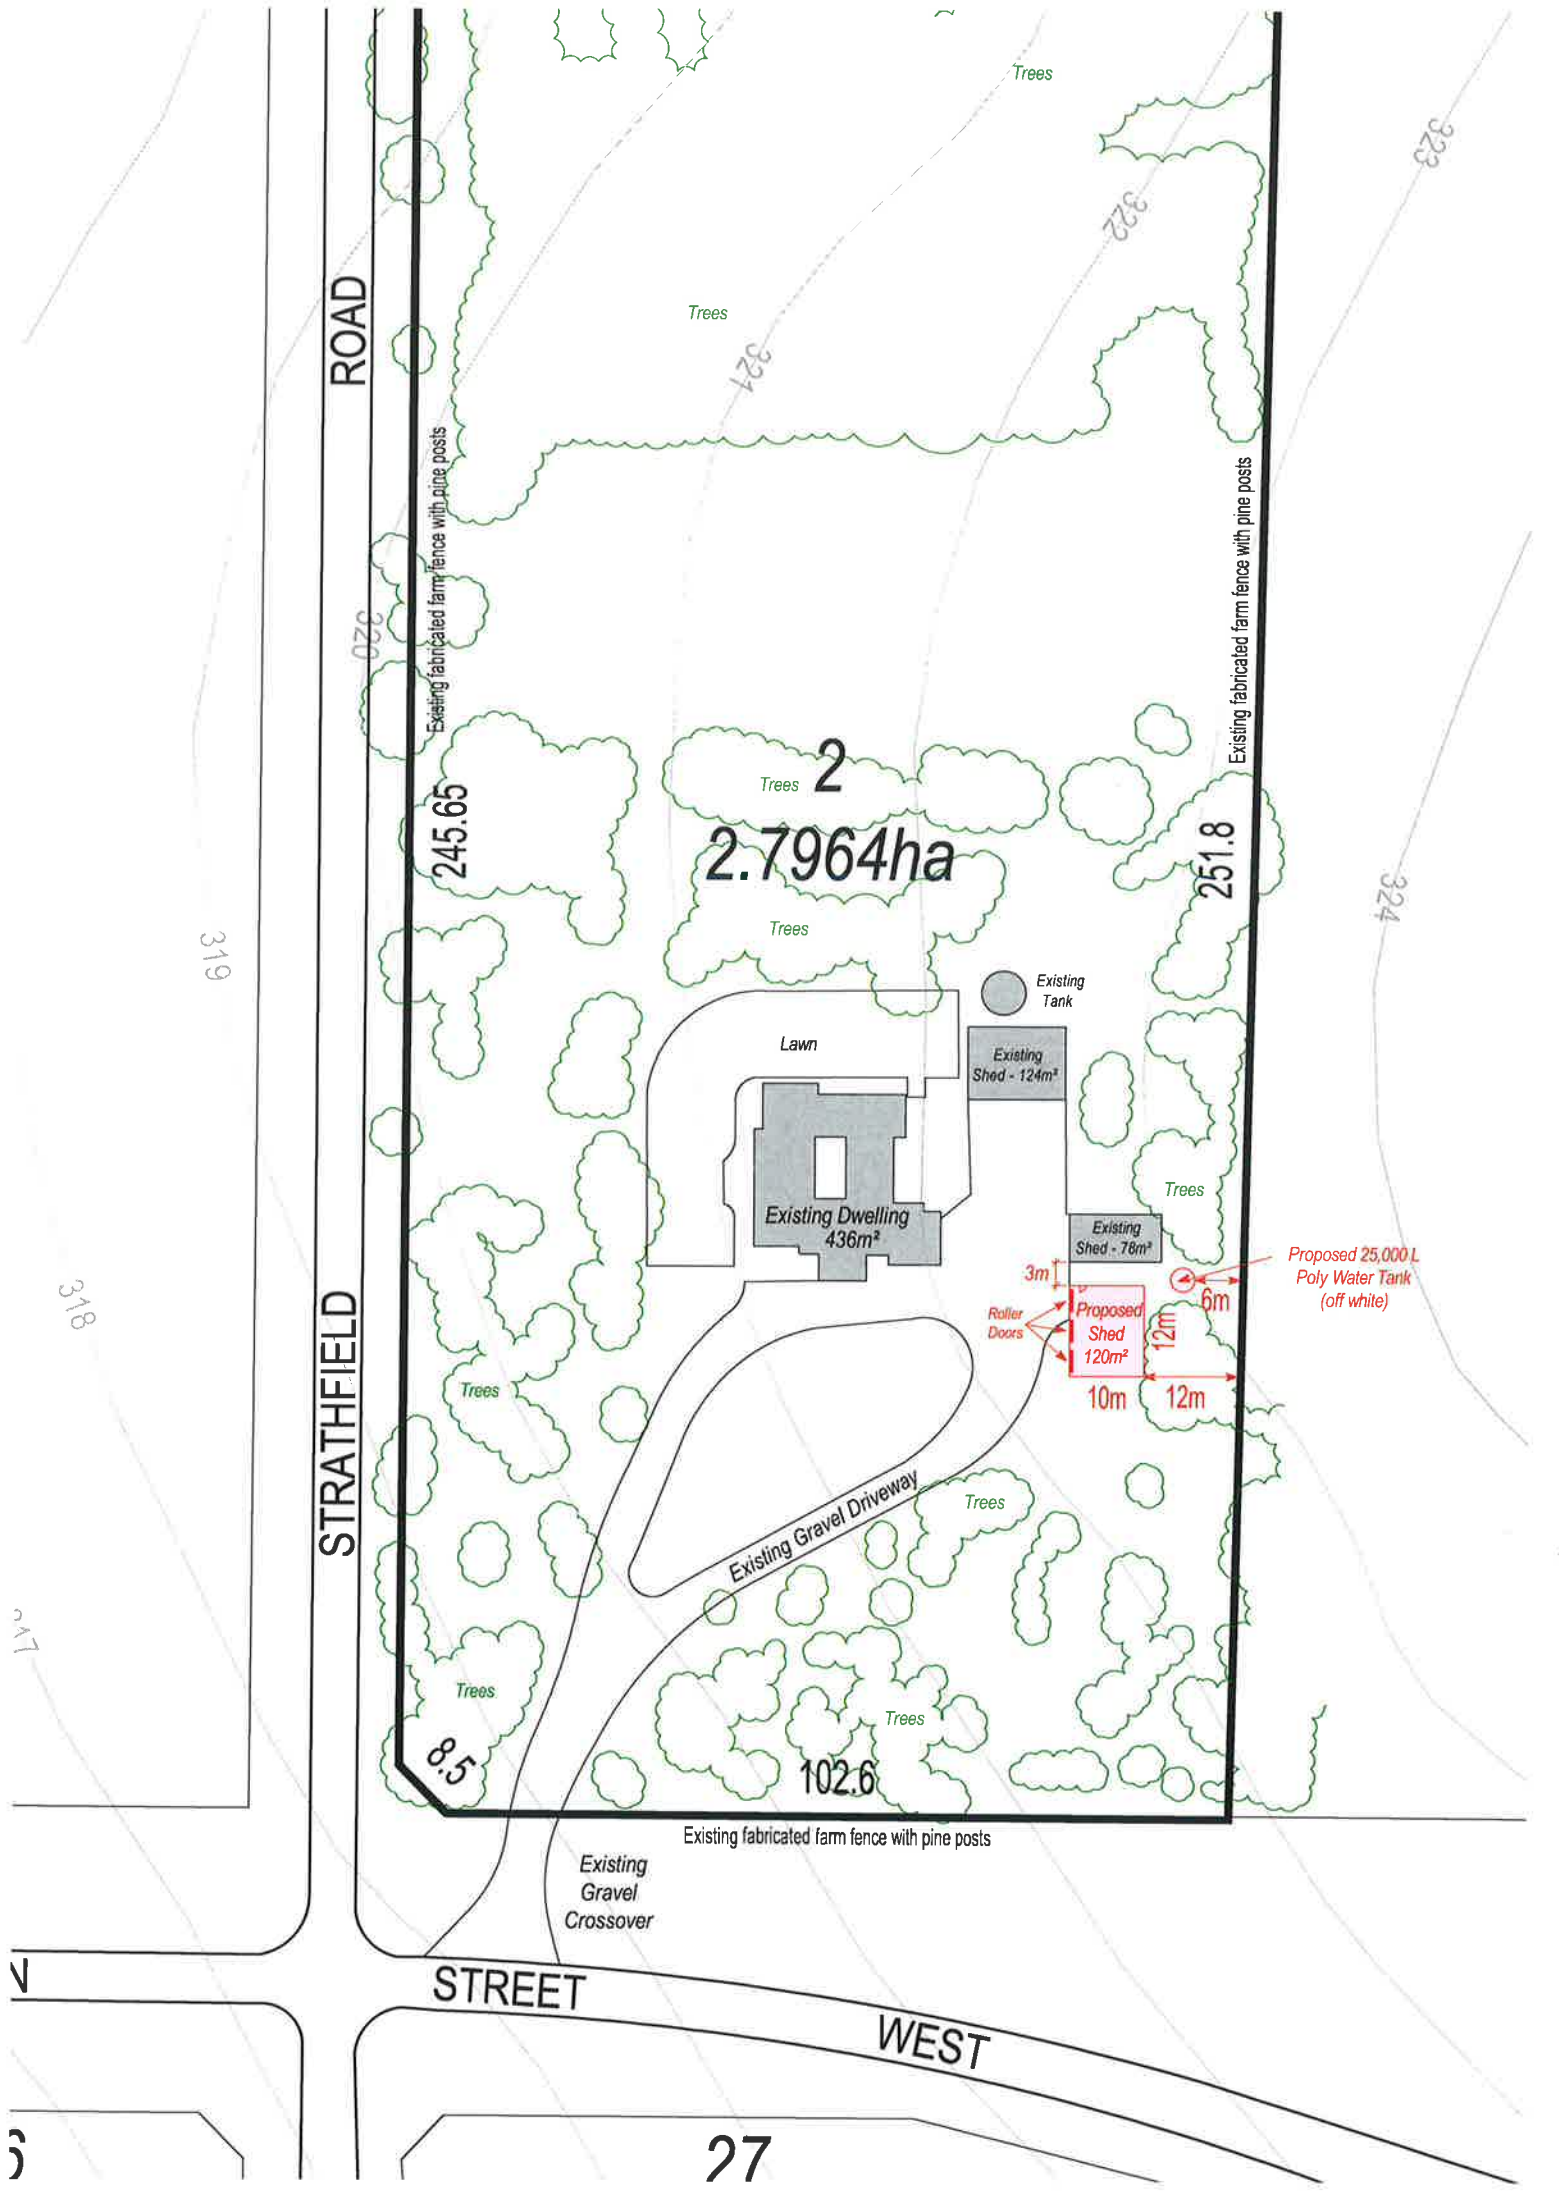 Trees
323
322
ROAD
Trees
321
Existing fabricated farm fence with pine posts
Existing fabricated farm fence with pine posts
320
2
Trees
245.65
2.7964ha
251.8
324
Trees
319
Existing
Tank
Lawn
Existing
Shed - 124m²
Trees
Existing Dwelling
436m²
Existing
Shed - 78m²
Proposed 25,000 L
Poly Water Tank
(off white)
3m
6m
318
Roller
Doors
Proposed
Shed
120m²
12m
10m
12m
STRATHFIELD
Trees
Existing Gravel Driveway
Trees
Trees
Trees
8.5
102.6
Existing fabricated farm fence with pine posts
Existing
Gravel
Crossover
STREET
WEST
27